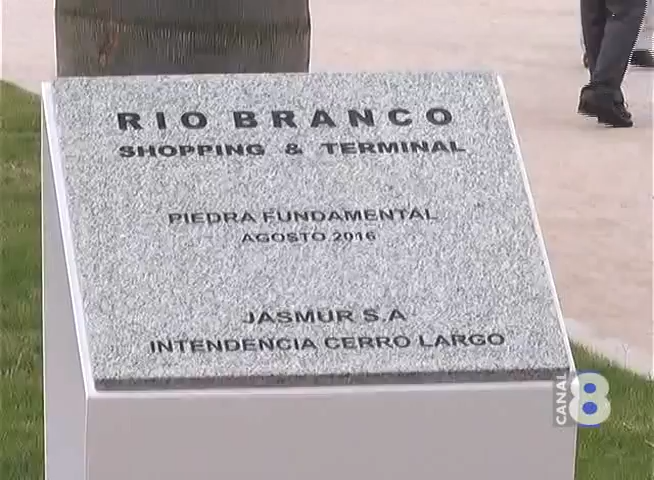 RIO BRANCO
SHOPPING & TERMINAL
PIEDRA FUNDAMENTAL
AGOSTO 2016
JASMUR S.A
INTENDENCIA CERRO LARGO
CANAL 8